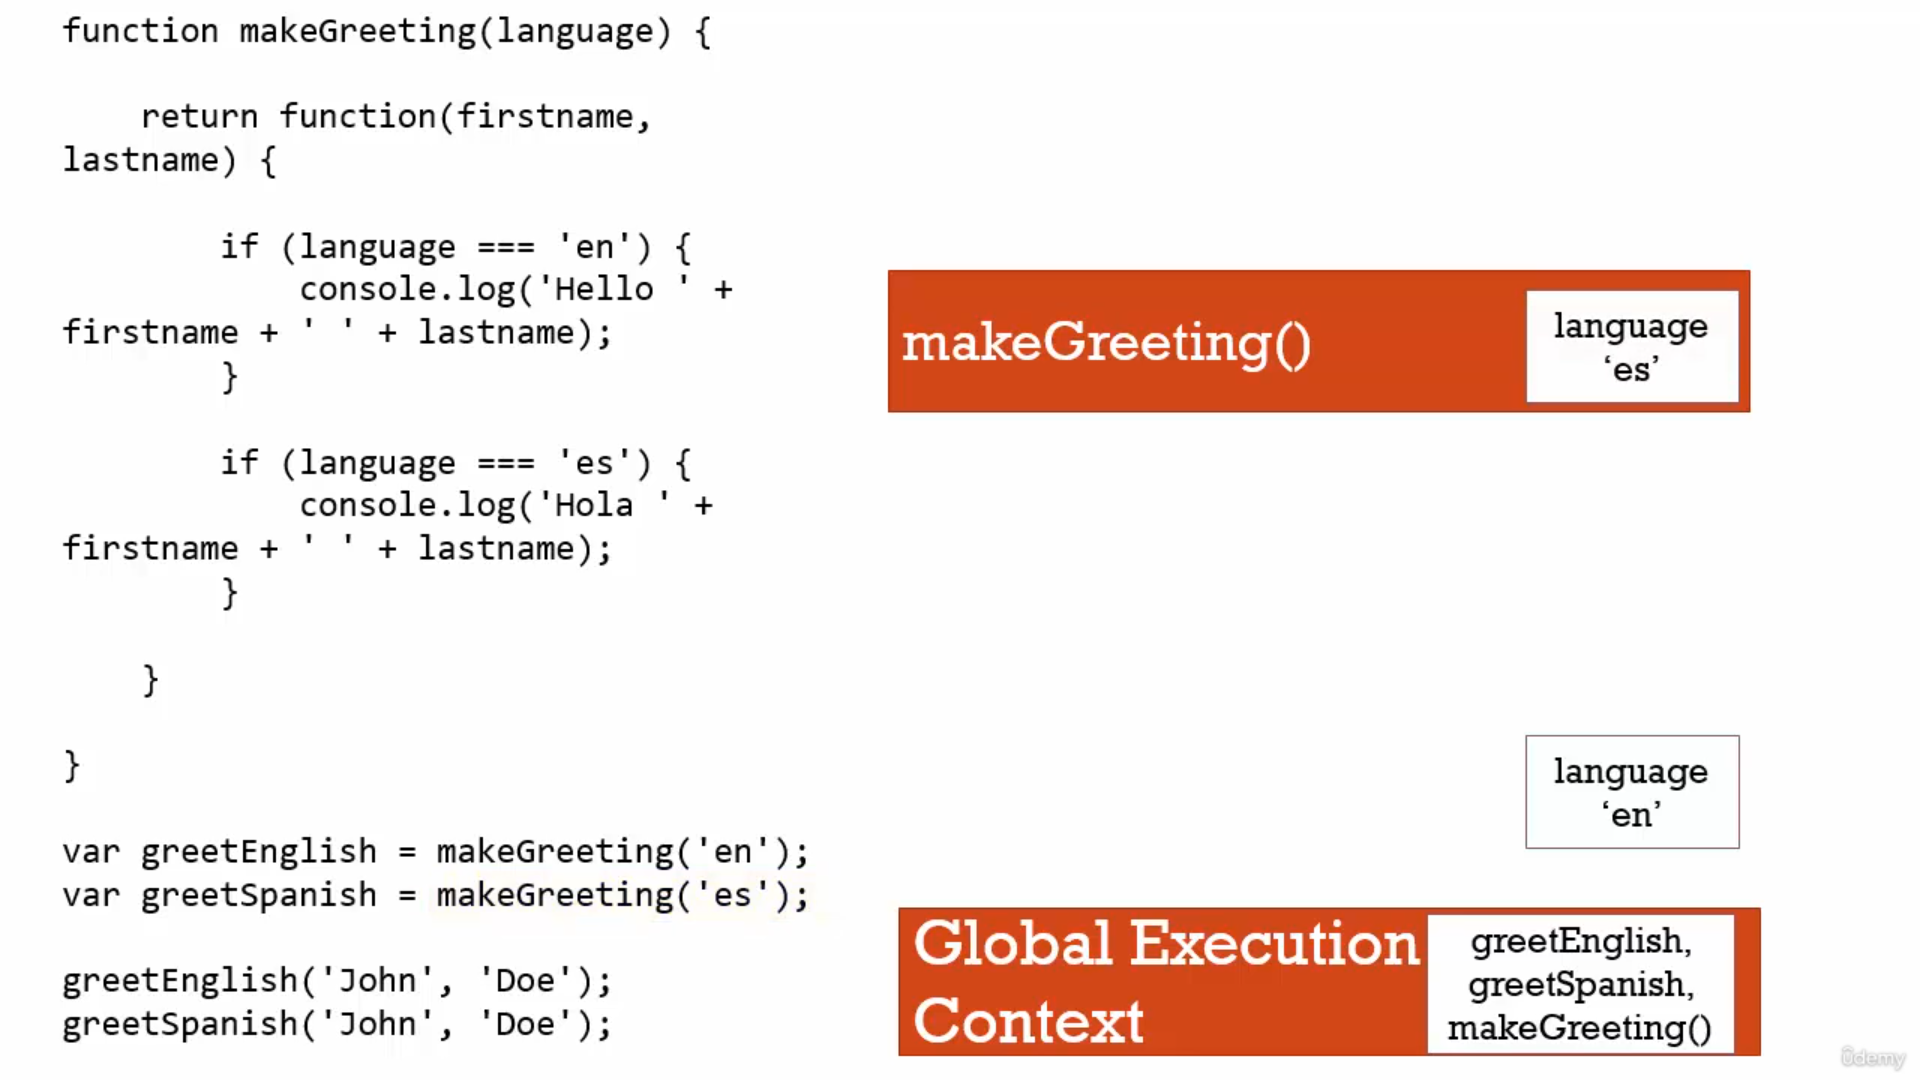 function makeGreeting(language) {
    return function(firstname,
lastname) {
        if (language === 'en') {
            console.log('Hello ' +
firstname + ' ' + lastname);
        }
        if (language === 'es') {
            console.log('Hola ' +
firstname + ' ' + lastname);
        }
    }
}
var greetEnglish = makeGreeting('en');
var greetSpanish = makeGreeting('es');
greetEnglish('John', 'Doe');
greetSpanish('John', 'Doe');
makeGreeting()
language
‘es’
language
‘en’
Global Execution
Context
greetEnglish,
greetSpanish,
makeGreeting()
ûdemy